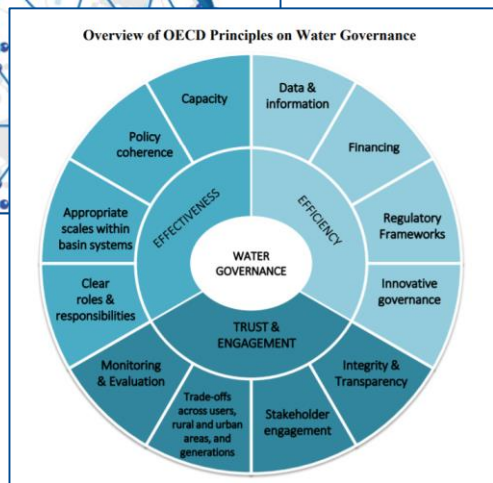 Overview of OECD Principles on Water Governance
Capacity
Data &
information
Policy
coherence
Financing
Appropriate
scales within
basin systems
EFFECTIVENESS
EFFICIENCY
Regulatory
Frameworks
WATER
GOVERNANCE
Clear
roles &
responsibilities
Innovative
governance
TRUST &
ENGAGEMENT
Monitoring
& Evaluation
Integrity &
Transparency
Trade-offs
across users,
rural and urban
areas, and
generations
Stakeholder
engagement